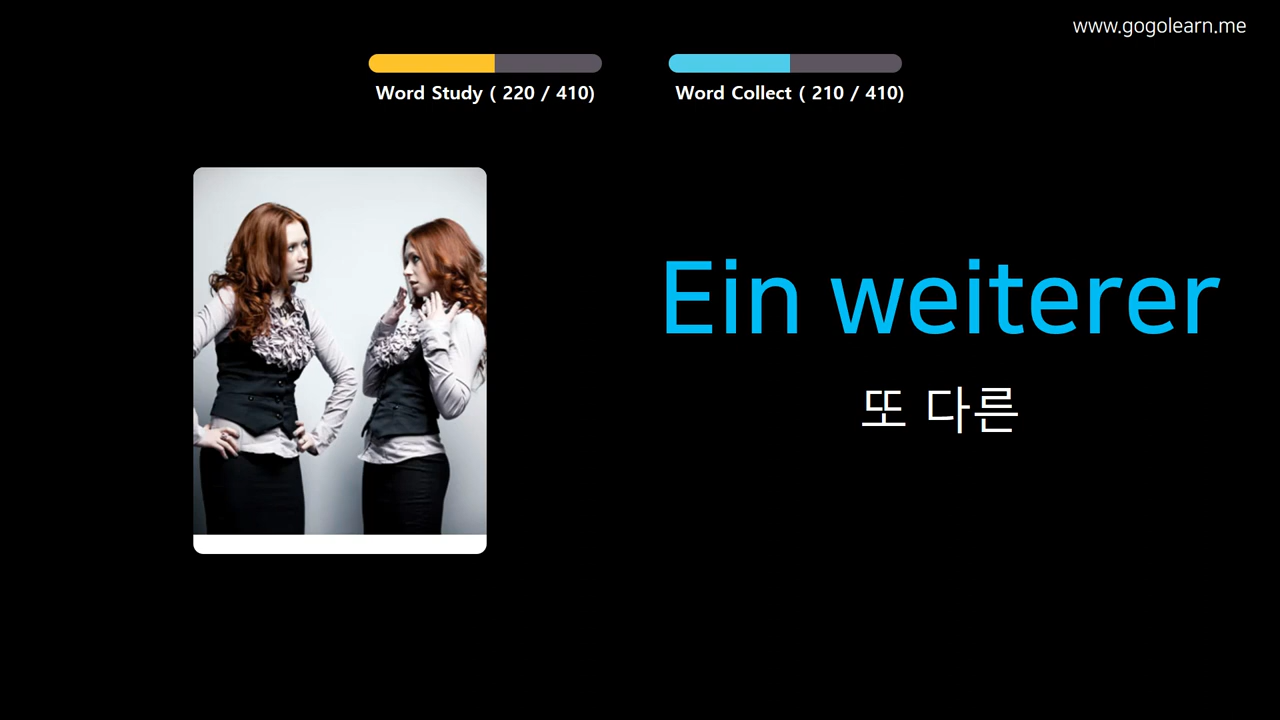 www.gogolearn.me
Word Study ( 220 / 410)
Word Collect ( 210 / 410)
Ein weiterer
또 다른